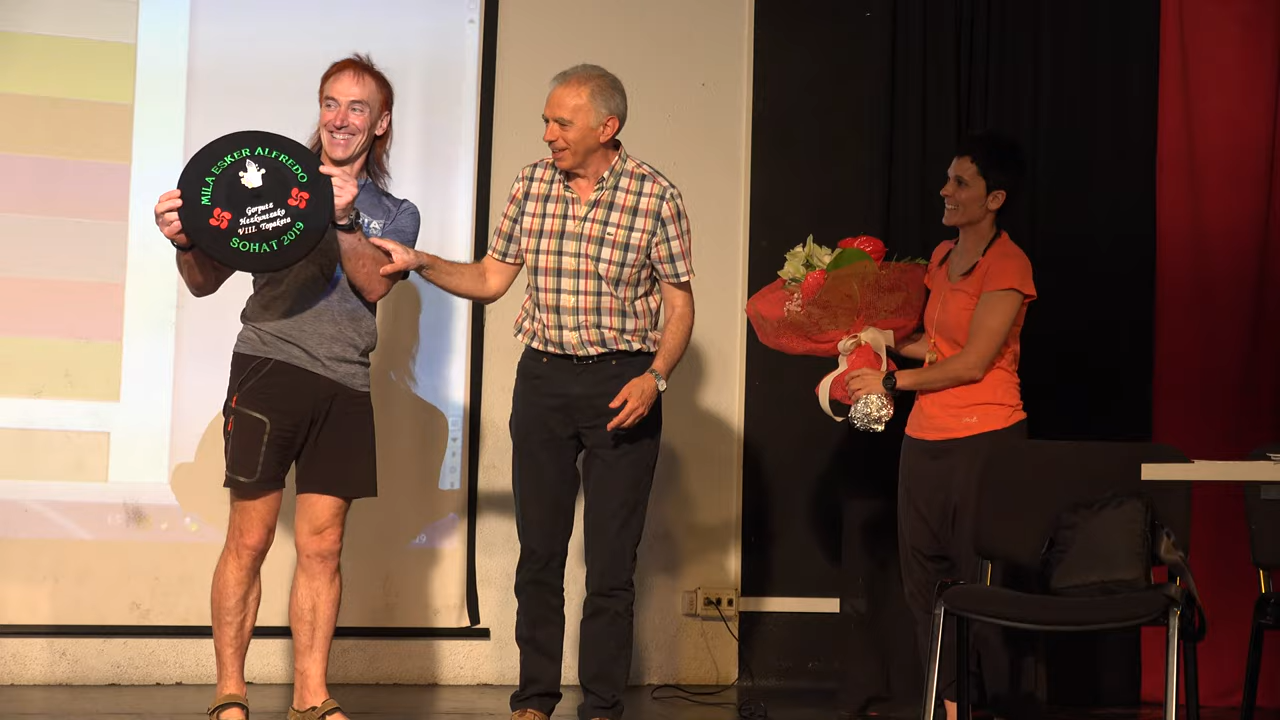 MILA ESKER ALFREDO
Gorputz
Hezkuntzako
VIII. Topaketa
SOHAT 2019